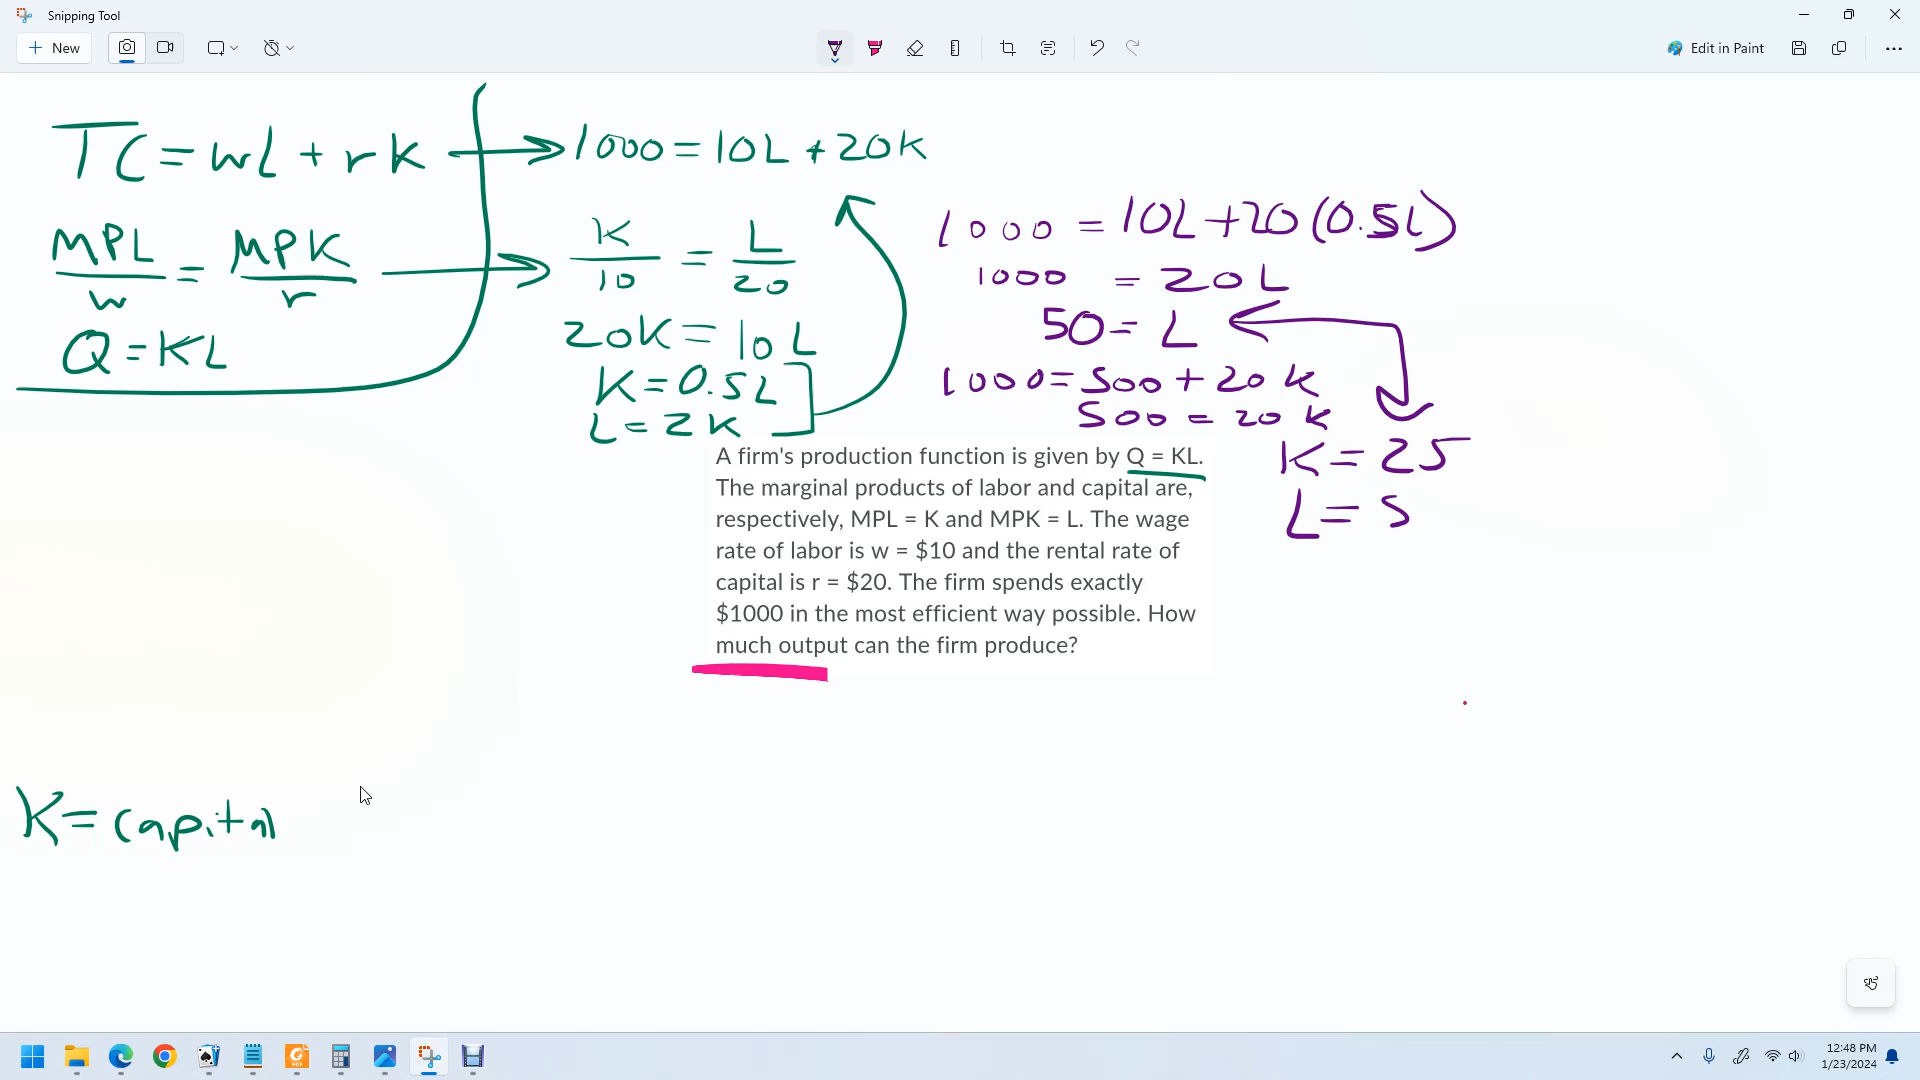 Snipping Tool
New
Edit in Paint
TC = wL + rK
MPL/w = MPK/r
Q = KL
1000 = 10L + 20K
K/10 = L/20
20K = 10L
K = 0.5L
L = 2K
1000 = 10L + 20(0.5L)
1000 = 20L
50 = L
1000 = 500 + 20K
500 = 20K
K = 25
L = 5
A firm's production function is given by Q = KL.
The marginal products of labor and capital are,
respectively, MPL = K and MPK = L. The wage
rate of labor is w = $10 and the rental rate of
capital is r = $20. The firm spends exactly
$1000 in the most efficient way possible. How
much output can the firm produce?
K = capital
12:48 PM
1/23/2024